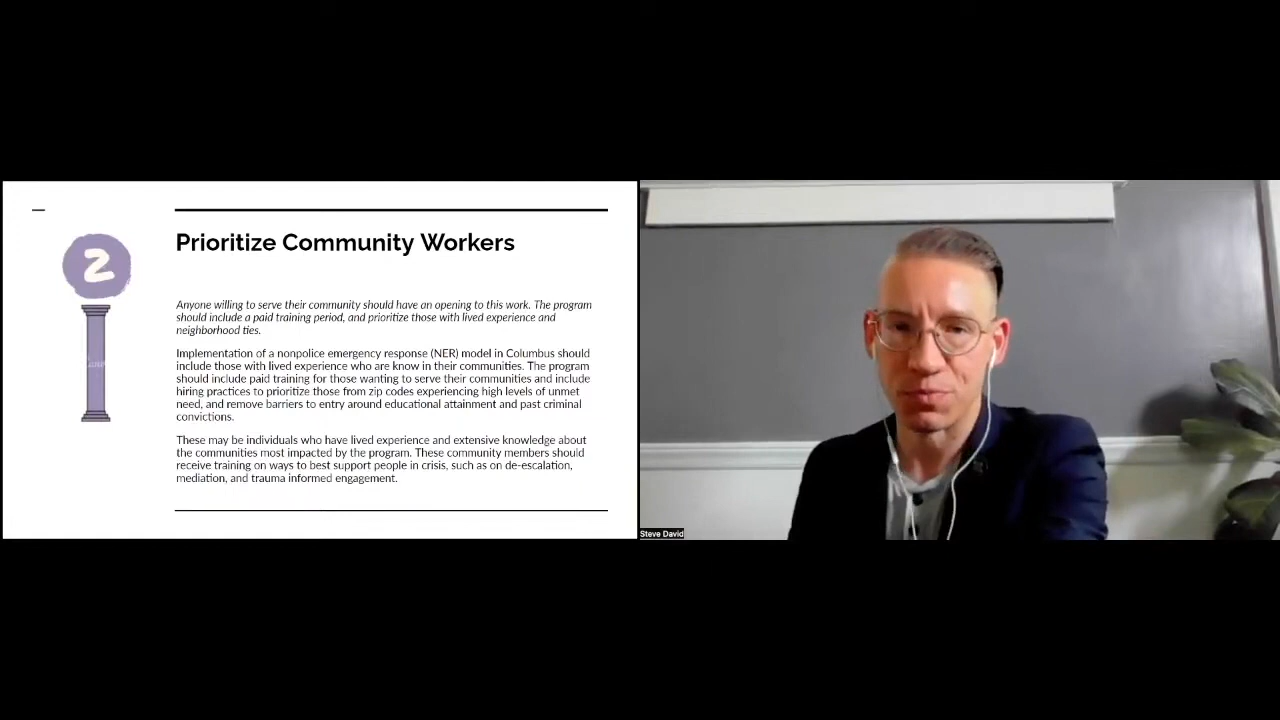 2
Prioritize Community Workers
Anyone willing to serve their community should have an opening to this work. The program
should include a paid training period, and prioritize those with lived experience and
neighborhood ties.
Implementation of a nonpolice emergency response (NER) model in Columbus should
include those with lived experience who are know in their communities. The program
should include paid training for those wanting to serve their communities and include
hiring practices to prioritize those from zip codes experiencing high levels of unmet
need, and remove barriers to entry around educational attainment and past criminal
convictions.
These may be individuals who have lived experience and extensive knowledge about
the communities most impacted by the program. These community members should
receive training on ways to best support people in crisis, such as on de-escalation,
mediation, and trauma informed engagement.
Steve David